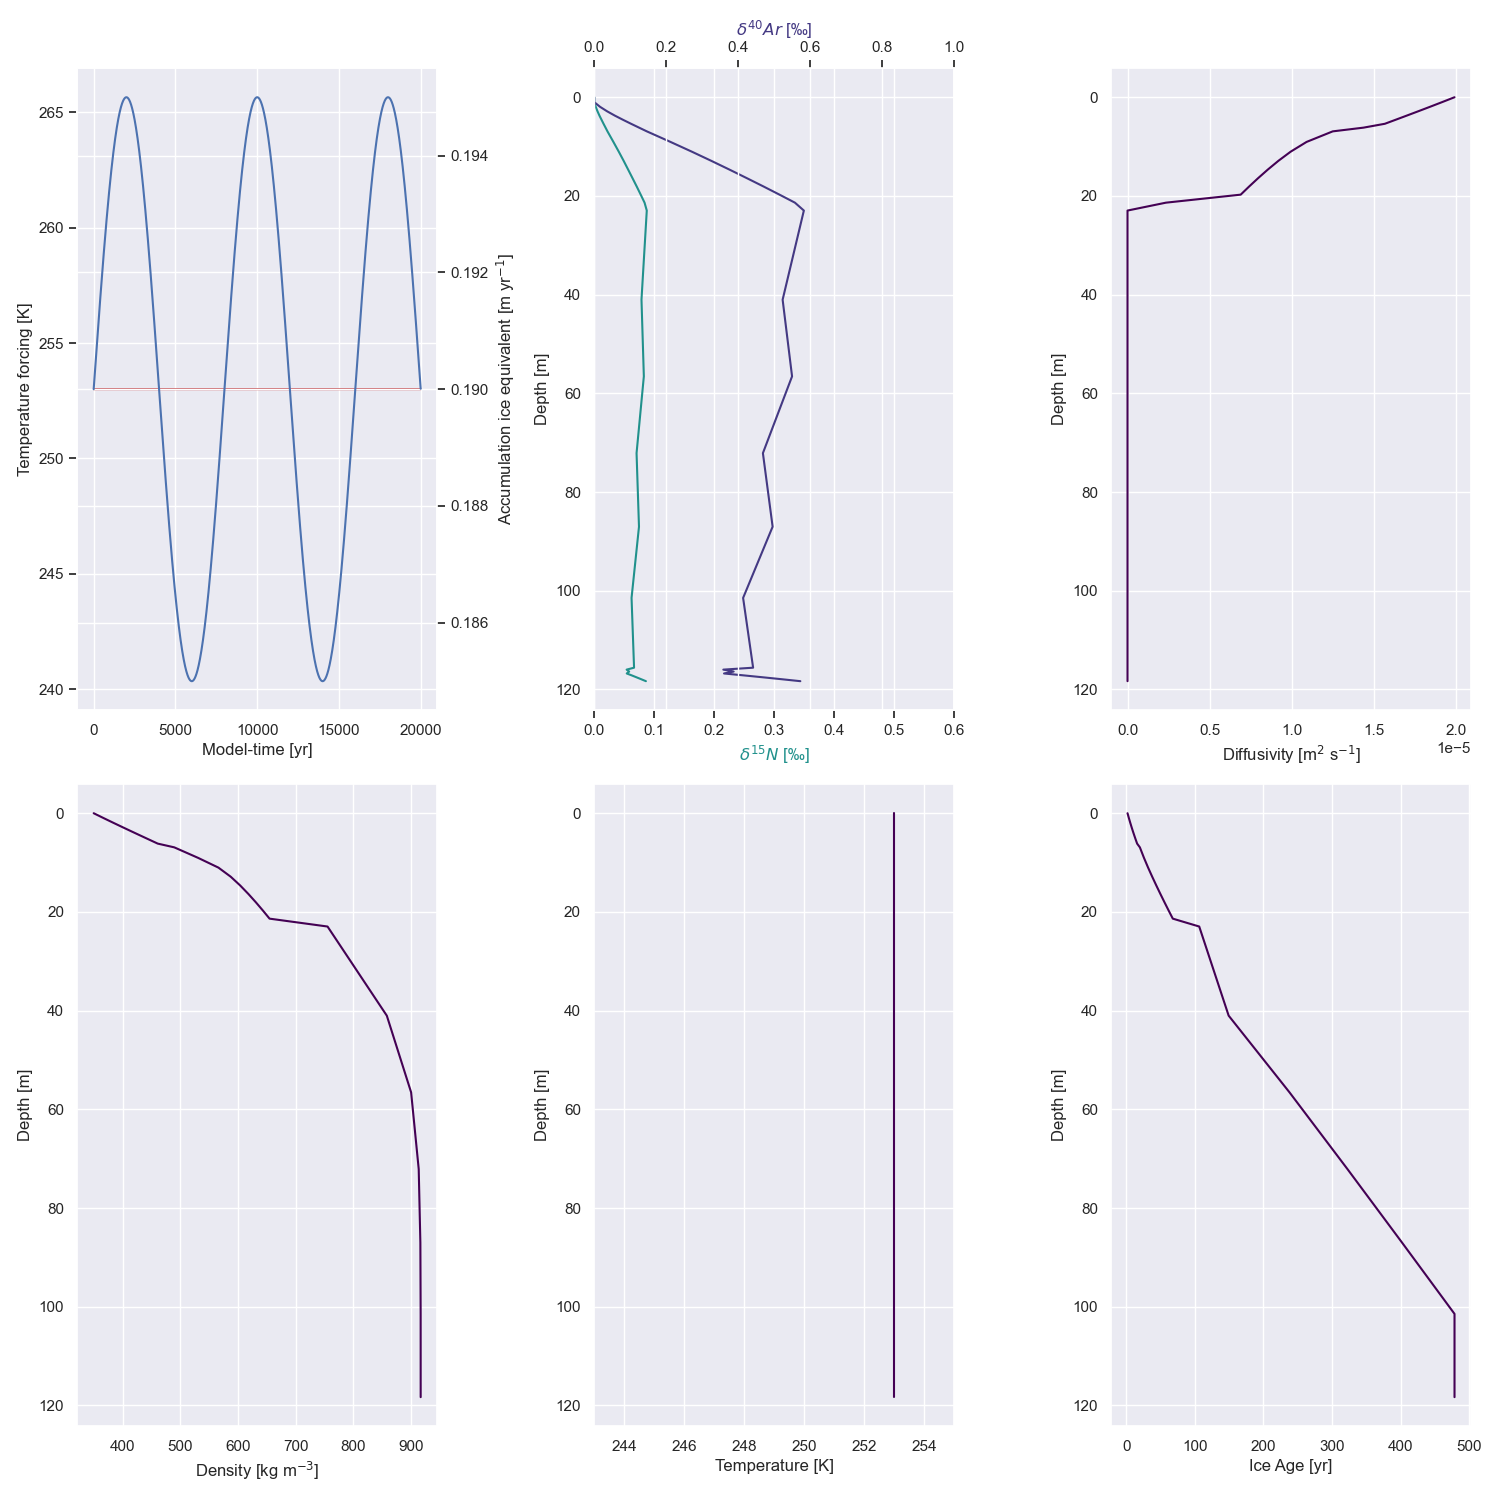 δ⁴⁰Ar [‰]
0.0 0.2 0.4 0.6 0.8 1.0
Temperature forcing [K]
265
260
255
250
245
240
0 5000 10000 15000 20000
Model-time [yr]
0.194
0.192
0.190
0.188
0.186
Accumulation ice equivalent [m yr⁻¹]
Depth [m]
0
20
40
60
80
100
120
0.0 0.1 0.2 0.3 0.4 0.5 0.6
δ¹⁵N [‰]
Depth [m]
0
20
40
60
80
100
120
0.0 0.5 1.0 1.5 2.0
1e−5
Diffusivity [m² s⁻¹]
Depth [m]
0
20
40
60
80
100
120
400 500 600 700 800 900
Density [kg m⁻³]
Depth [m]
0
20
40
60
80
100
120
244 246 248 250 252 254
Temperature [K]
Depth [m]
0
20
40
60
80
100
120
0 100 200 300 400 500
Ice Age [yr]